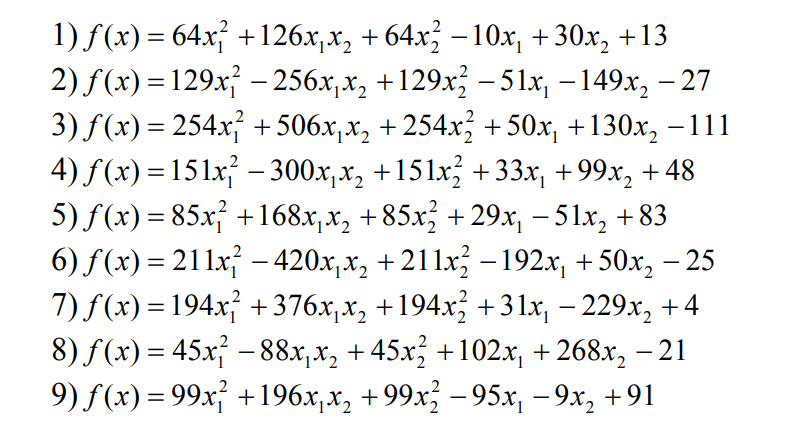 1) f(x) = 64x₁² + 126x₁x₂ + 64x₂² − 10x₁ + 30x₂ + 13
2) f(x) = 129x₁² − 256x₁x₂ + 129x₂² − 51x₁ − 149x₂ − 27
3) f(x) = 254x₁² + 506x₁x₂ + 254x₂² + 50x₁ + 130x₂ − 111
4) f(x) = 151x₁² − 300x₁x₂ + 151x₂² + 33x₁ + 99x₂ + 48
5) f(x) = 85x₁² + 168x₁x₂ + 85x₂² + 29x₁ − 51x₂ + 83
6) f(x) = 211x₁² − 420x₁x₂ + 211x₂² − 192x₁ + 50x₂ − 25
7) f(x) = 194x₁² + 376x₁x₂ + 194x₂² + 31x₁ − 229x₂ + 4
8) f(x) = 45x₁² − 88x₁x₂ + 45x₂² + 102x₁ + 268x₂ − 21
9) f(x) = 99x₁² + 196x₁x₂ + 99x₂² − 95x₁ − 9x₂ + 91